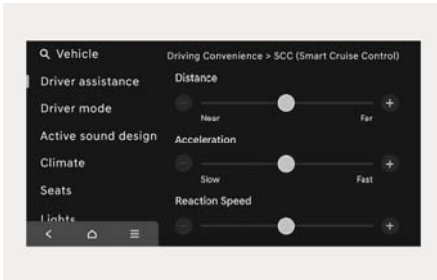 Vehicle
Driving Convenience > SCC (Smart Cruise Control)
Driver assistance
Driver mode
Active sound design
Climate
Seats
Lights
Distance
Near
Far
Acceleration
Slow
Fast
Reaction Speed